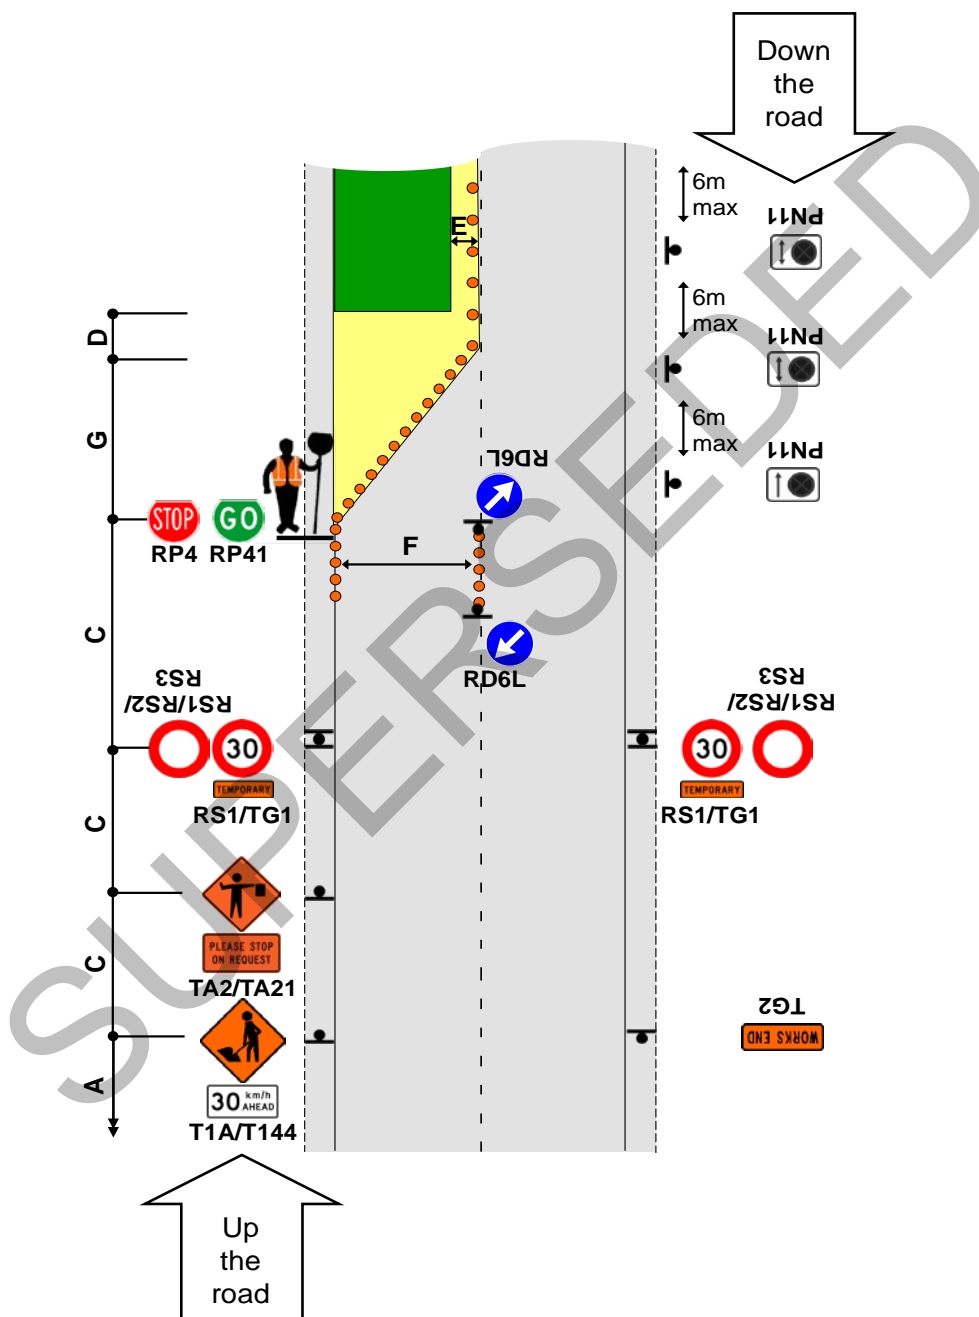 Down
the
road
6m
max
PN11
E
6m
max
PN11
D
6m
max
PN11
G
RD6L
STOP
GO
RP4
RP41
F
C
RD6L
RS1/RS2/
RS3
30
TEMPORARY
RS1/TG1
30
TEMPORARY
RS1/TG1
RS1/RS2/
RS3
C
PLEASE STOP
ON REQUEST
TA2/TA21
C
TG2
WORKS END
A
30 km/h
AHEAD
T1A/T144
Up
the
road
SUPERSEDED